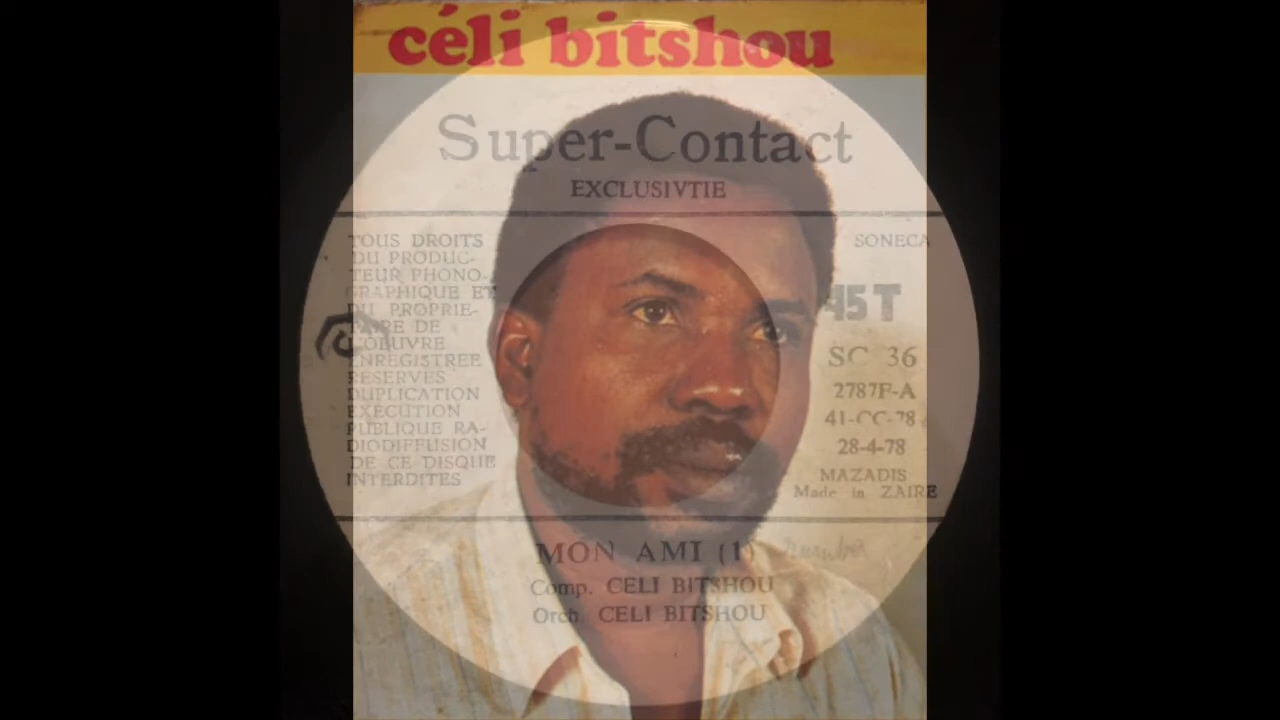 céli bitshou
Super-Contact
EXCLUSIVTIE
TOUS DROITS
DU PRODUC-
TEUR PHONO-
GRAPHIQUE ET
DU PROPRIE-
TAIRE DE
L'OEUVRE
ENREGISTREE
RESERVES
DUPLICATION
EXECUTION
PUBLIQUE RA-
DIODIFFUSION
DE CE DISQUE
INTERDITES
SONECA
45T
SC 36
2787F-A
41-CC-78
28-4-78
MAZADIS
Made in ZAIRE
MON AMI (1)
Comp. CELI BITSHOU
Orch. CELI BITSHOU